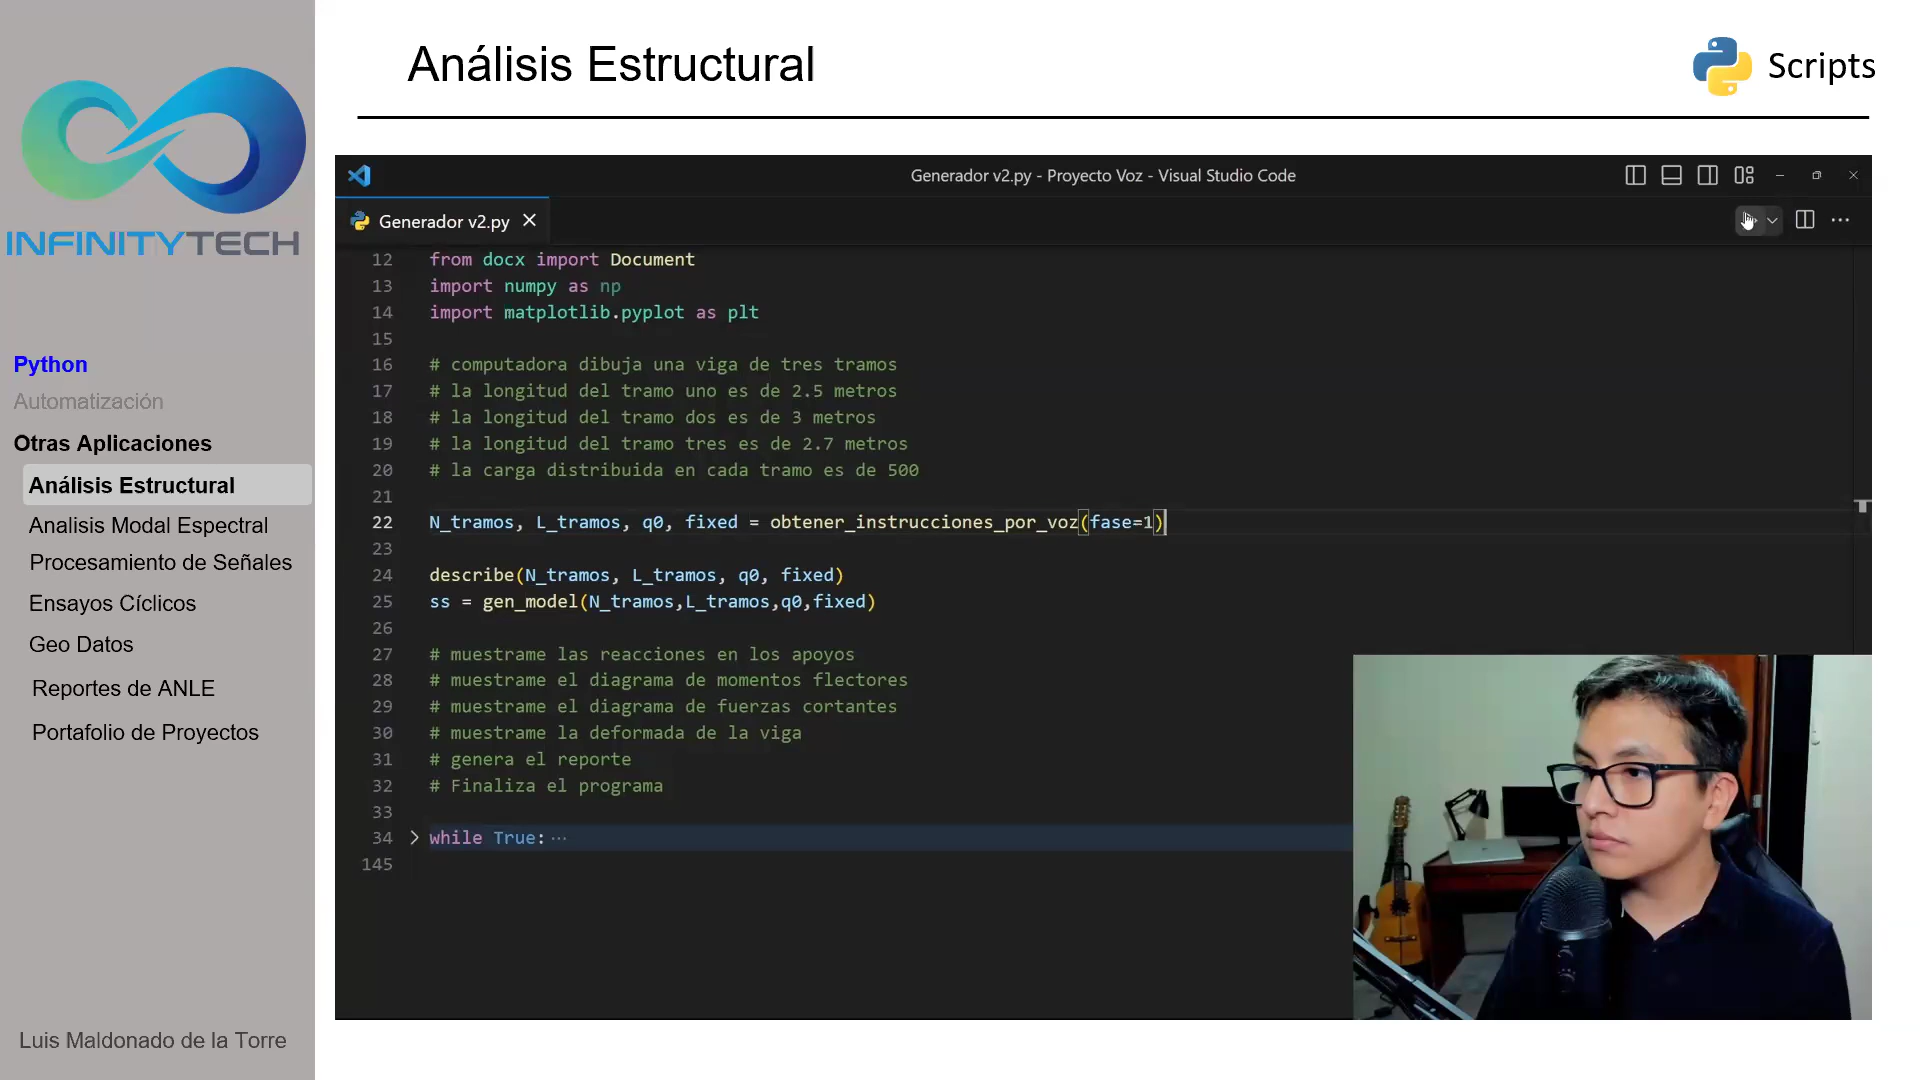 INFINITYTECH
Python
Automatización
Otras Aplicaciones
Análisis Estructural
Analisis Modal Espectral
Procesamiento de Señales
Ensayos Cíclicos
Geo Datos
Reportes de ANLE
Portafolio de Proyectos
Luis Maldonado de la Torre
Análisis Estructural
Scripts
Generador v2.py - Proyecto Voz - Visual Studio Code
Generador v2.py
12 from docx import Document
13 import numpy as np
14 import matplotlib.pyplot as plt
15
16 # computadora dibuja una viga de tres tramos
17 # la longitud del tramo uno es de 2.5 metros
18 # la longitud del tramo dos es de 3 metros
19 # la longitud del tramo tres es de 2.7 metros
20 # la carga distribuida en cada tramo es de 500
21
22 N_tramos, L_tramos, q0, fixed = obtener_instrucciones_por_voz(fase=1)
23
24 describe(N_tramos, L_tramos, q0, fixed)
25 ss = gen_model(N_tramos,L_tramos,q0,fixed)
26
27 # muestrame las reacciones en los apoyos
28 # muestrame el diagrama de momentos flectores
29 # muestrame el diagrama de fuerzas cortantes
30 # muestrame la deformada de la viga
31 # genera el reporte
32 # Finaliza el programa
33
34 while True: ···
145